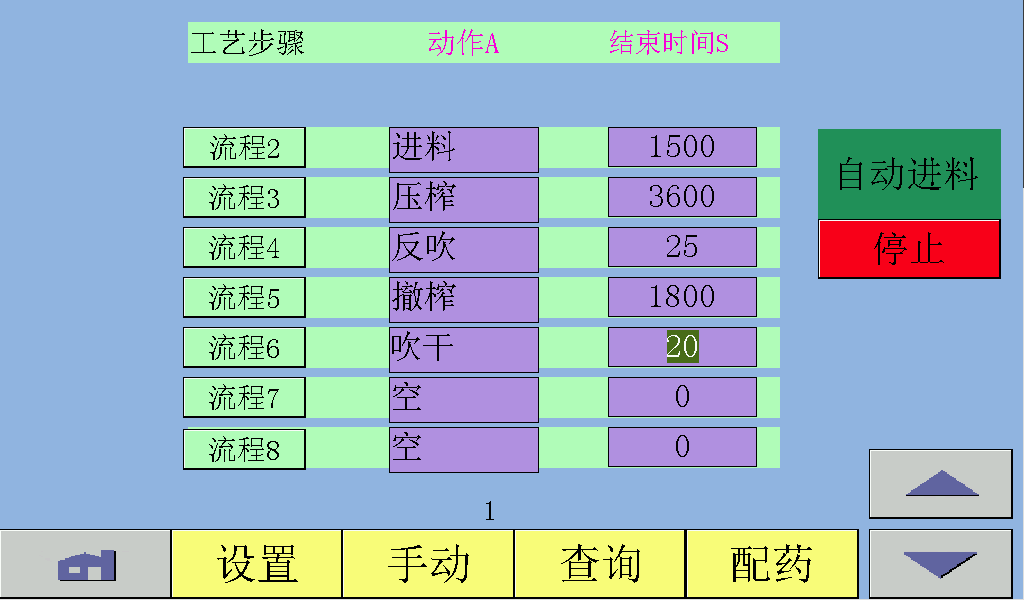 工艺步骤 动作A 结束时间S
流程2 进料 1500
流程3 压榨 3600
流程4 反吹 25
流程5 撤榨 1800
流程6 吹干 20
流程7 空 0
流程8 空 0
自动进料
停止
1
设置 手动 查询 配药